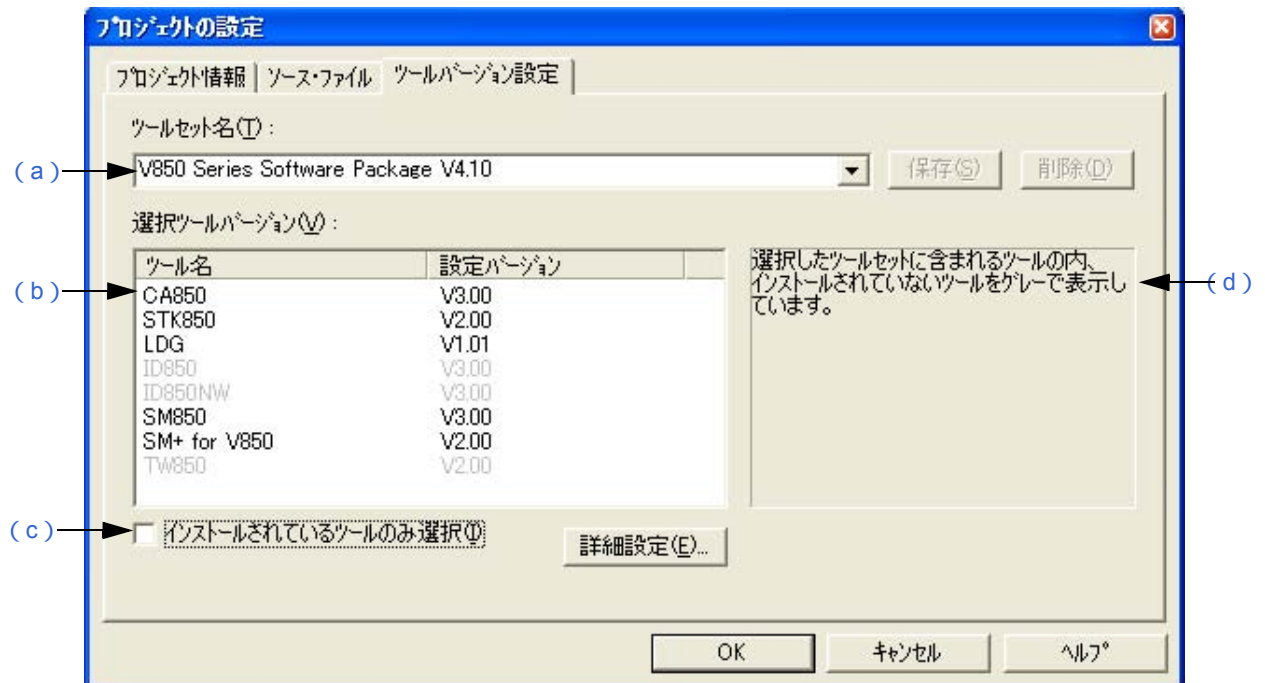 プロジェクトの設定
プロジェクト情報 ソース・ファイル ツールバージョン設定
ツールセット名(T) :
(a) V850 Series Software Package V4.10 保存(S) 削除(D)
選択ツールバージョン(V) :
ツール名 設定バージョン
(b) CA850 V3.00
STK850 V2.00
LDG V1.01
ID850 V3.00
ID850NW V3.00
SM850 V3.00
SM+ for V850 V2.00
TW850 V2.00
選択したツールセットに含まれるツールの内、
インストールされていないツールをグレーで表示し
ています。
(d)
(c) インストールされているツールのみ選択(I)
詳細設定(E)...
OK キャンセル ヘルプ